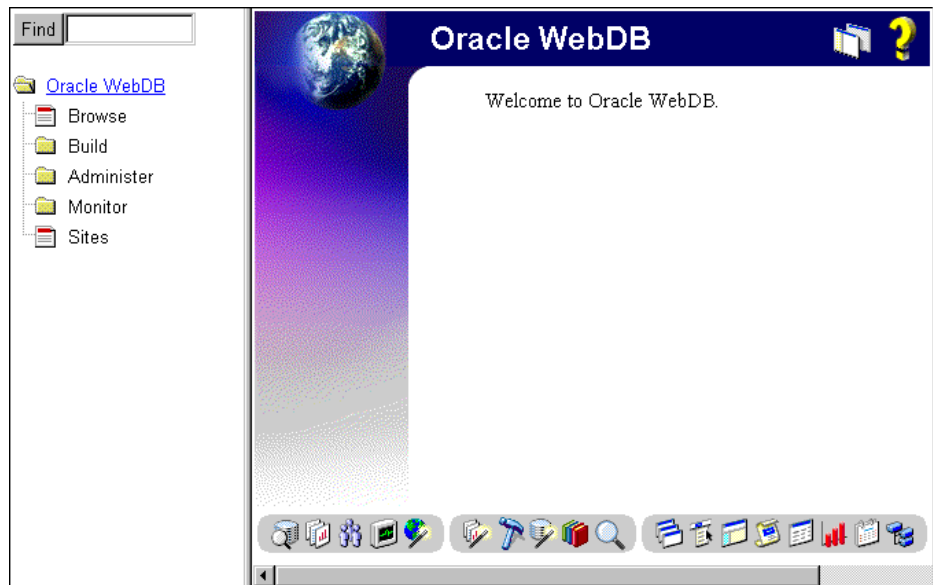 Find
Oracle WebDB
Browse
Build
Administer
Monitor
Sites
Oracle WebDB
Welcome to Oracle WebDB.